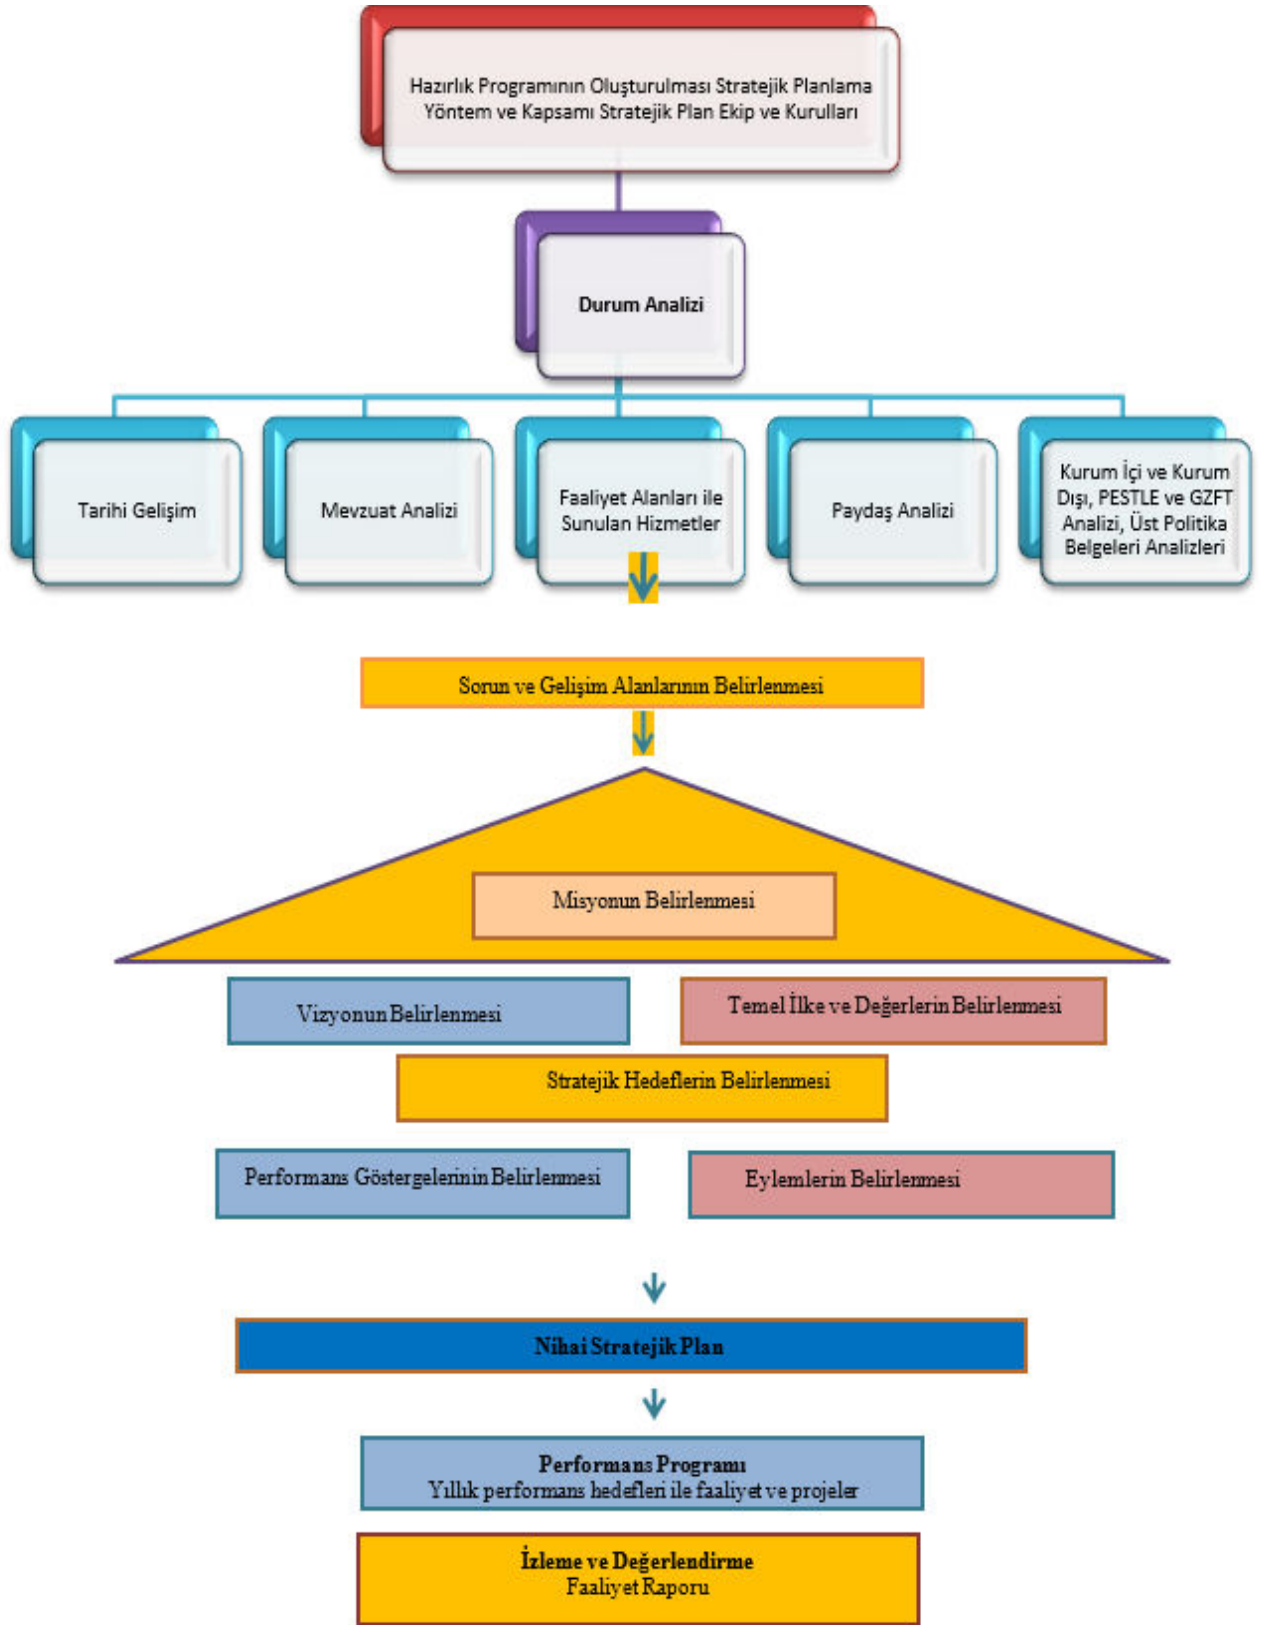 Hazırlık Programının Oluşturulması Stratejik Planlama
Yöntem ve Kapsamı Stratejik Plan Ekip ve Kurulları
Durum Analizi
Tarihi Gelişim
Mevzuat Analizi
Faaliyet Alanları ile
Sunulan Hizmetler
Paydaş Analizi
Kurum İçi ve Kurum
Dışı, PESTLE ve GZFT
Analizi, Üst Politika
Belgeleri Analizleri
Sorun ve Gelişim Alanlarının Belirlenmesi
Misyonun Belirlenmesi
Vizyonun Belirlenmesi
Temel İlke ve Değerlerin Belirlenmesi
Stratejik Hedeflerin Belirlenmesi
Performans Göstergelerinin Belirlenmesi
Eylemlerin Belirlenmesi
Nihai Stratejik Plan
Performans Programı
Yıllık performans hedefleri ile faaliyet ve projeler
İzleme ve Değerlendirme
Faaliyet Raporu